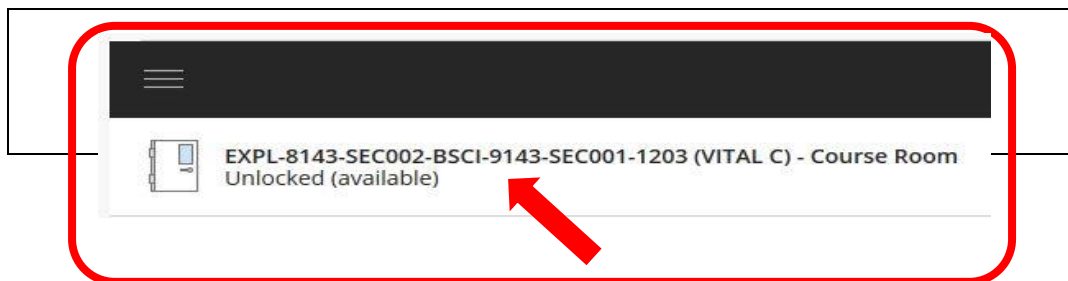 EXPL-8143-SEC002-BSCI-9143-SEC001-1203 (VITAL C) - Course Room
Unlocked (available)